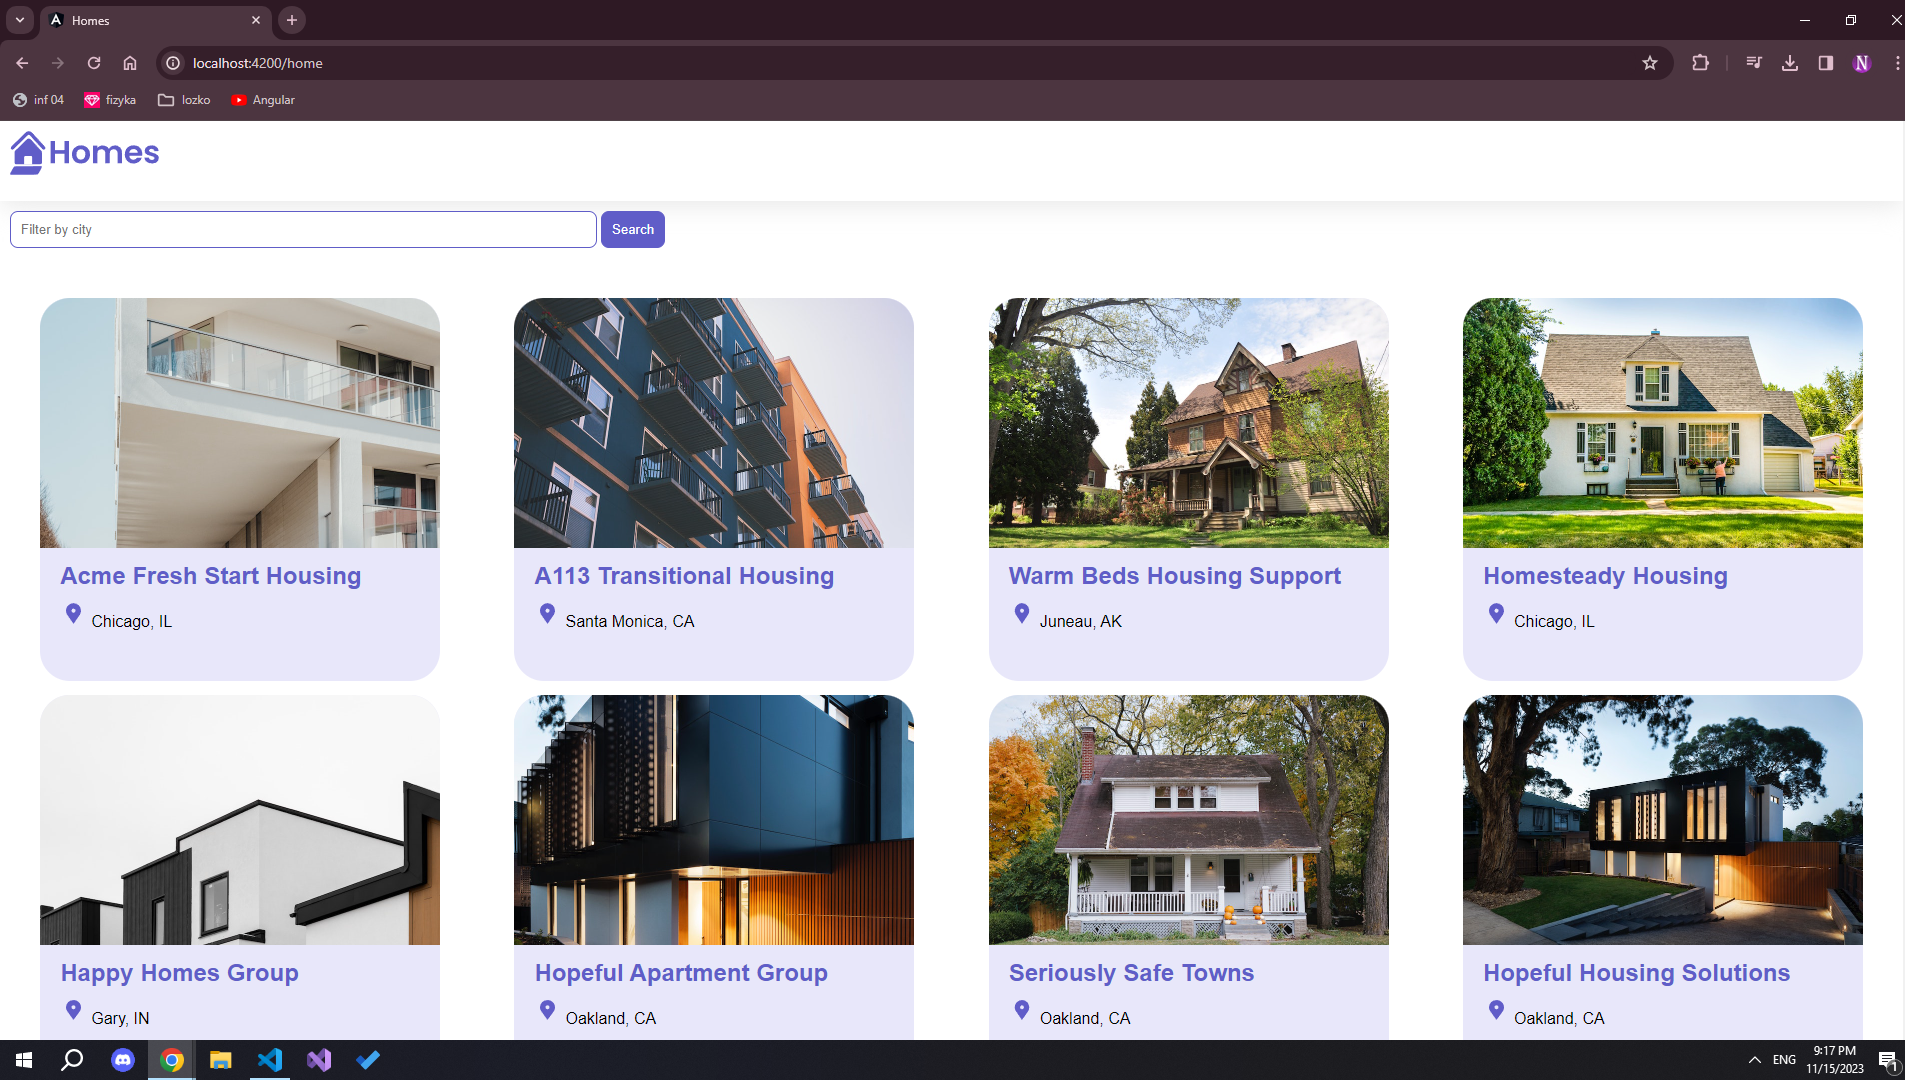 Homes
localhost:4200/home
N
inf 04
fizyka
lozko
Angular
Homes
Filter by city
Search
Acme Fresh Start Housing
Chicago, IL
A113 Transitional Housing
Santa Monica, CA
Warm Beds Housing Support
Juneau, AK
Homesteady Housing
Chicago, IL
Happy Homes Group
Gary, IN
Hopeful Apartment Group
Oakland, CA
Seriously Safe Towns
Oakland, CA
Hopeful Housing Solutions
Oakland, CA
ENG
9:17 PM
11/15/2023
1